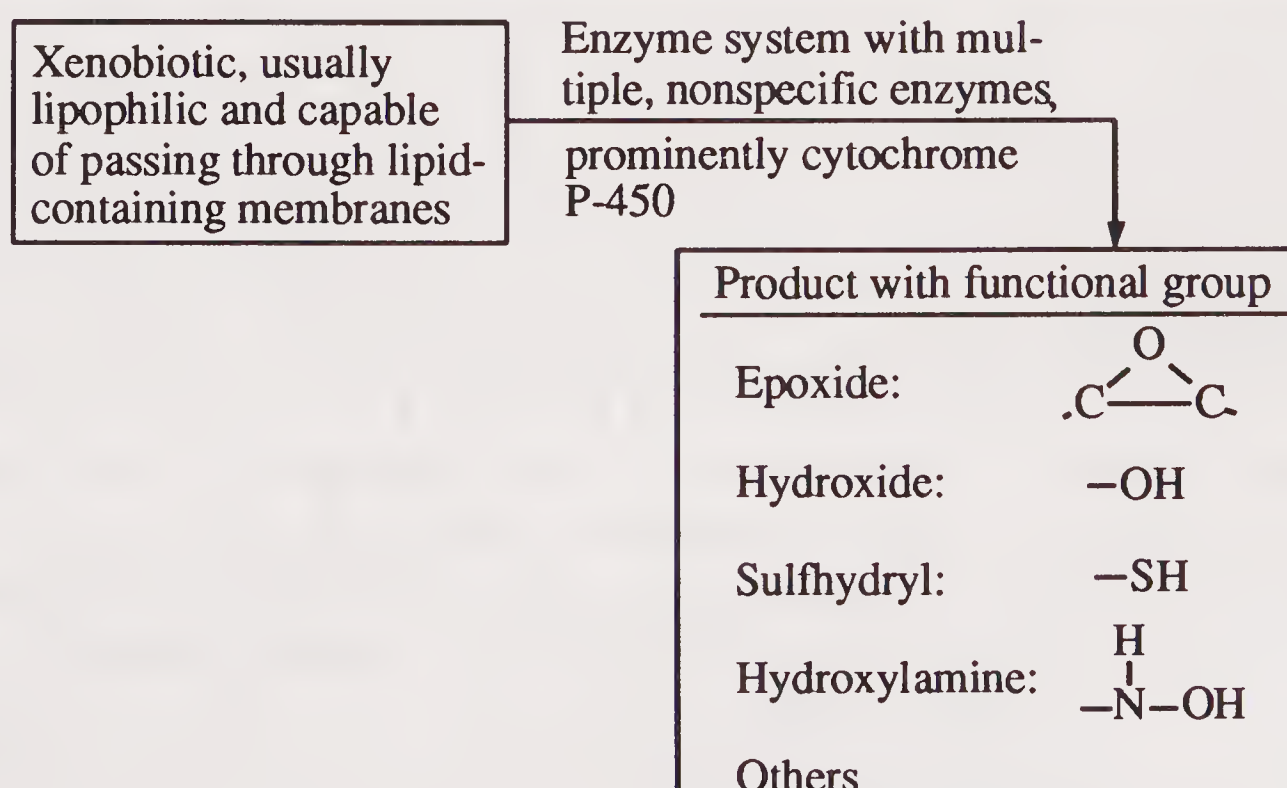 Xenobiotic, usually
lipophilic and capable
of passing through lipid-
containing membranes
Enzyme system with mul-
tiple, nonspecific enzymes,
prominently cytochrome
P-450
Product with functional group
Epoxide:
O
C C
Hydroxide: –OH
Sulfhydryl: –SH
H
Hydroxylamine: –N–OH
Others